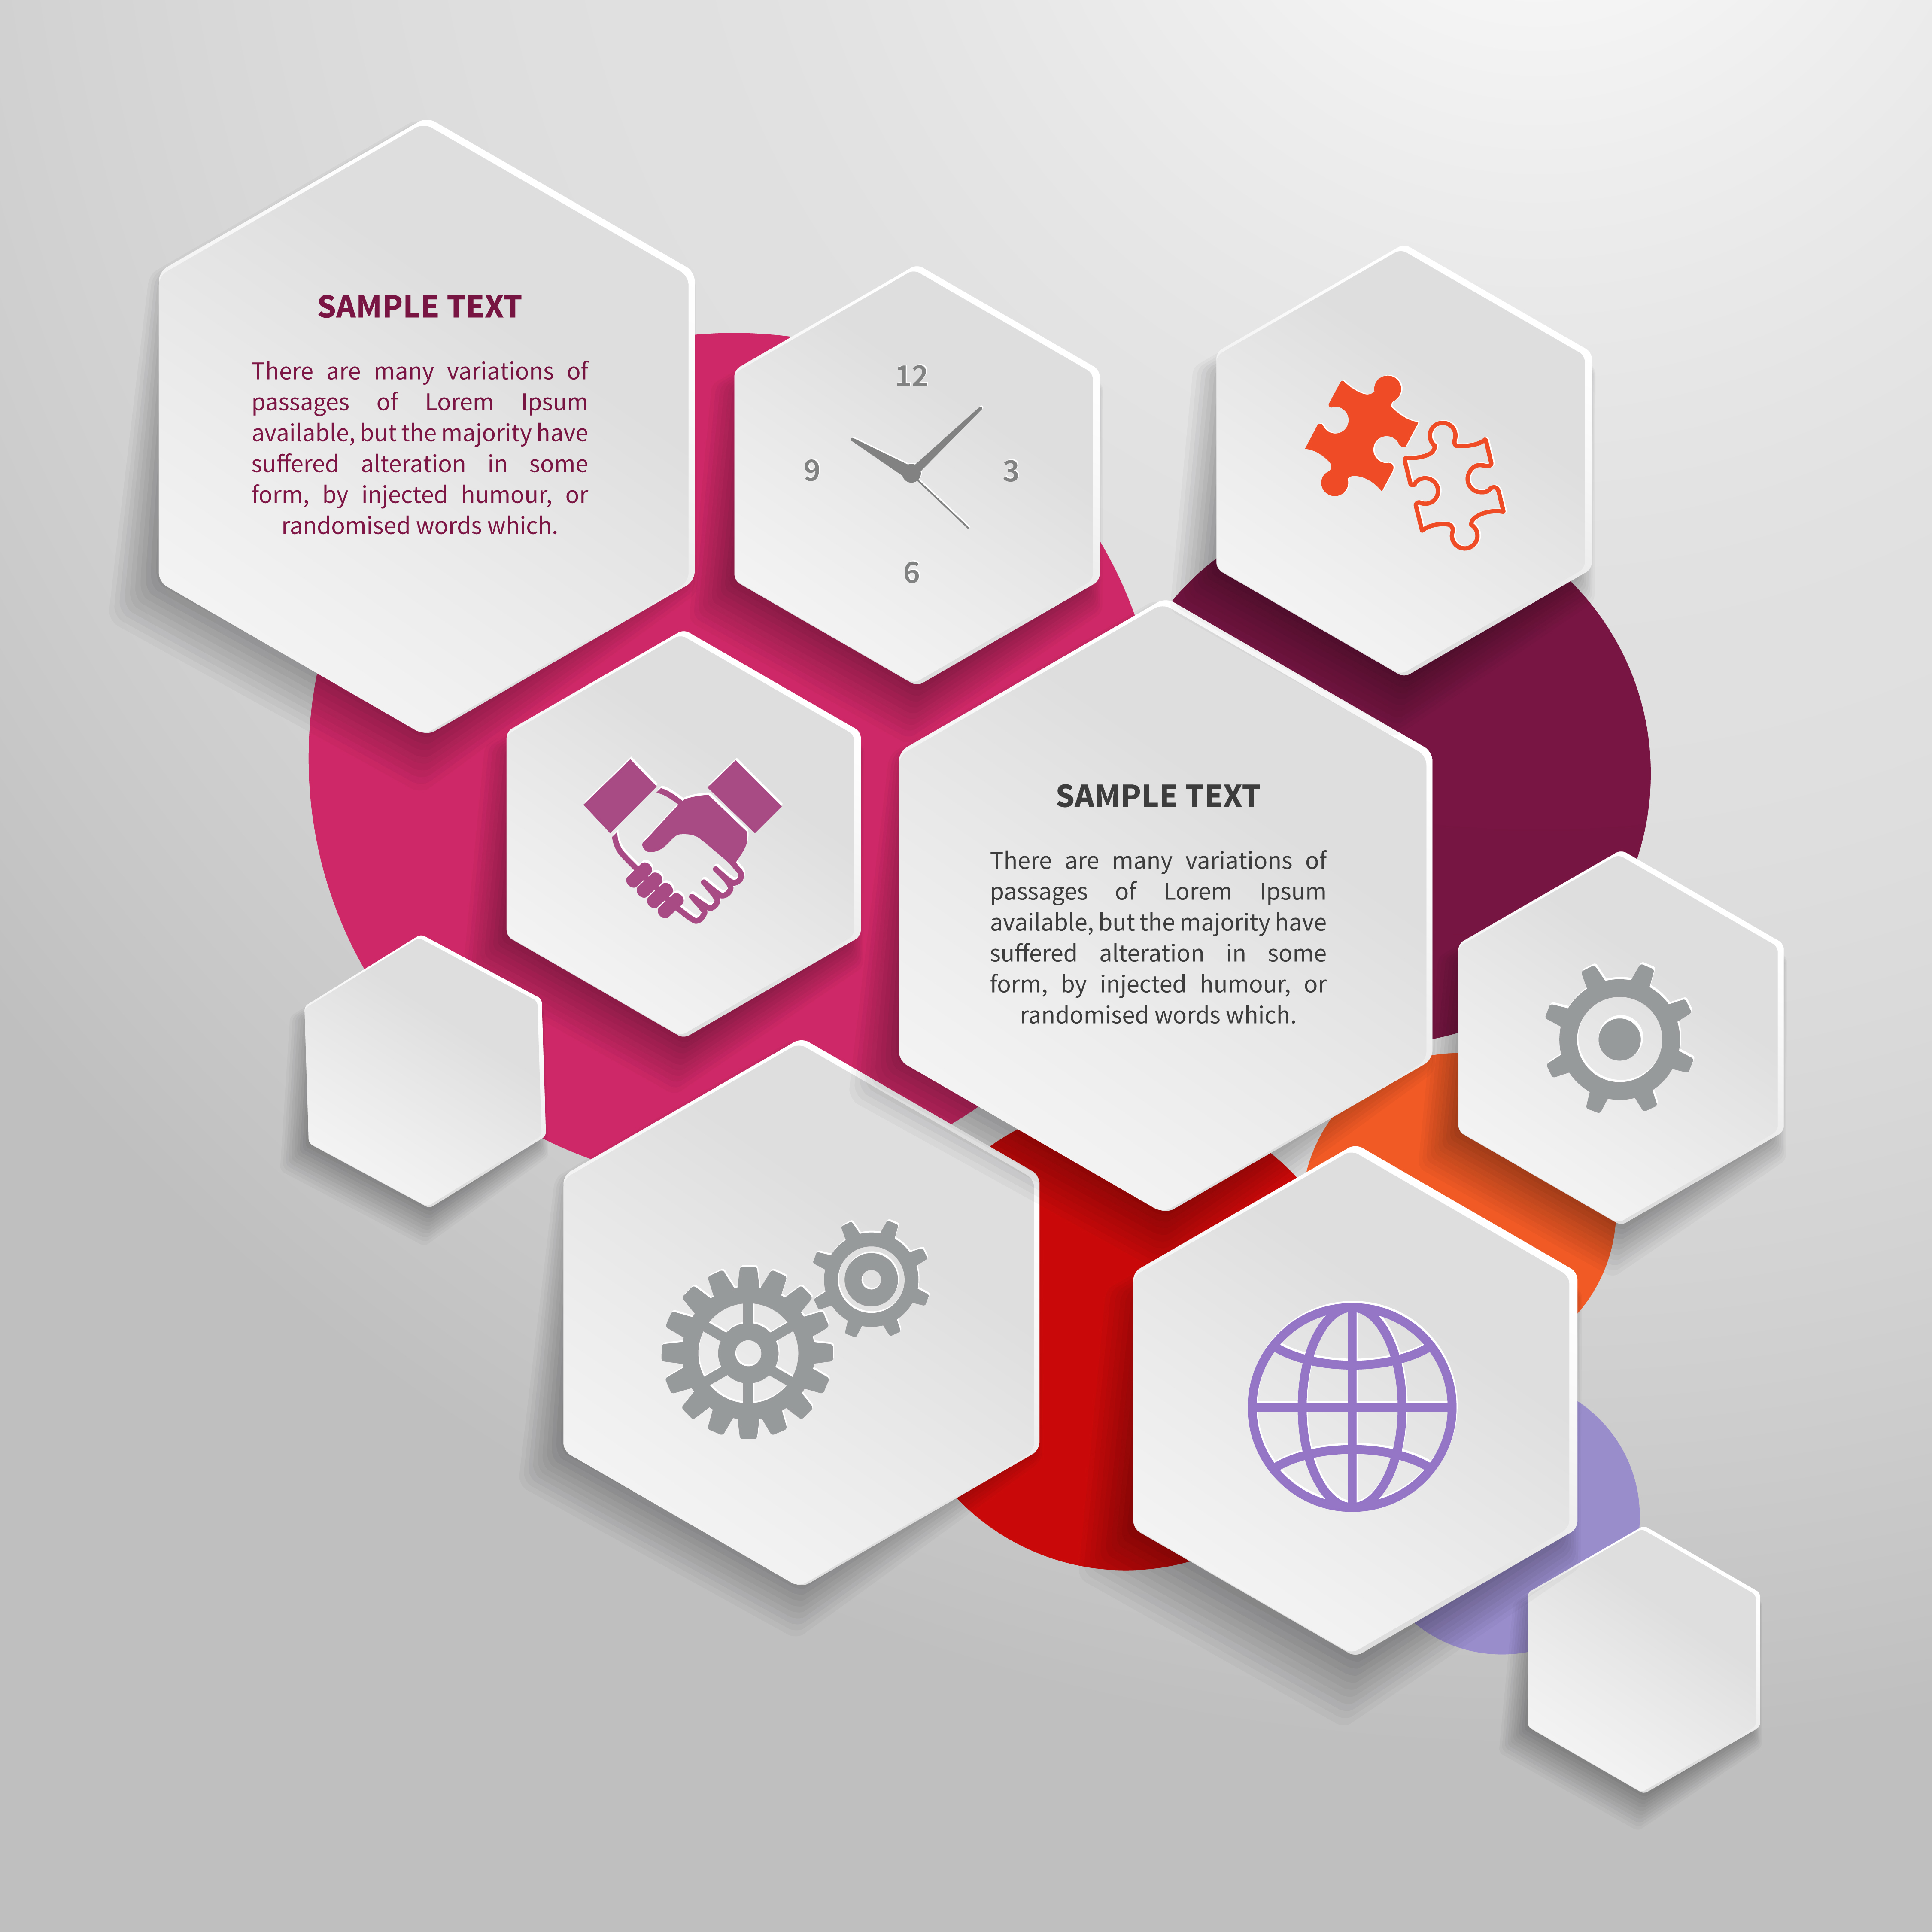 SAMPLE TEXT
There are many variations of
passages of Lorem Ipsum
available, but the majority have
suffered alteration in some
form, by injected humour, or
randomised words which.
12
9
3
6
SAMPLE TEXT
There are many variations of
passages of Lorem Ipsum
available, but the majority have
suffered alteration in some
form, by injected humour, or
randomised words which.